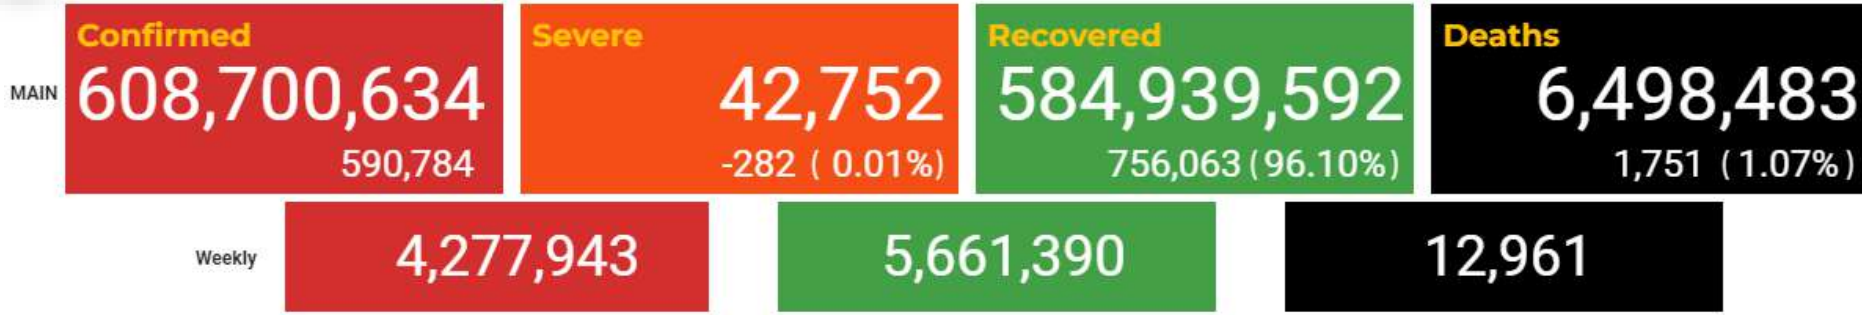 MAIN
Confirmed
608,700,634
590,784
Severe
42,752
-282 ( 0.01%)
Recovered
584,939,592
756,063 (96.10%)
Deaths
6,498,483
1,751 (1.07%)
Weekly
4,277,943
5,661,390
12,961